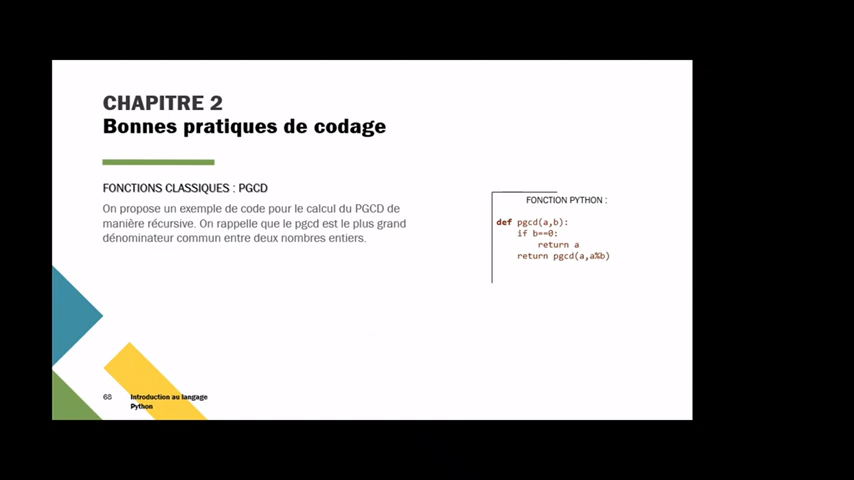 CHAPITRE 2
Bonnes pratiques de codage
FONCTIONS CLASSIQUES : PGCD
On propose un exemple de code pour le calcul du PGCD de
manière récursive. On rappelle que le pgcd est le plus grand
dénominateur commun entre deux nombres entiers.
FONCTION PYTHON :
def pgcd(a,b):
if b==0:
return a
return pgcd(a,a%b)
68
Introduction au langage
Python